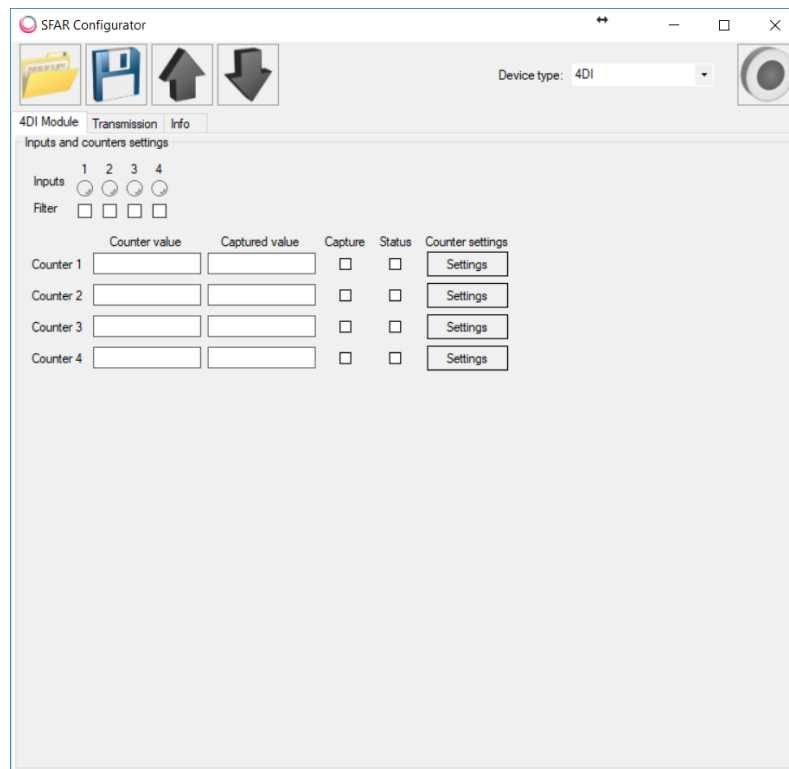 SFAR Configurator
Device type: 4DI
4DI Module Transmission Info
Inputs and counters settings
1 2 3 4
Inputs
Filter
Counter value Captured value Capture Status Counter settings
Counter 1 Settings
Counter 2 Settings
Counter 3 Settings
Counter 4 Settings